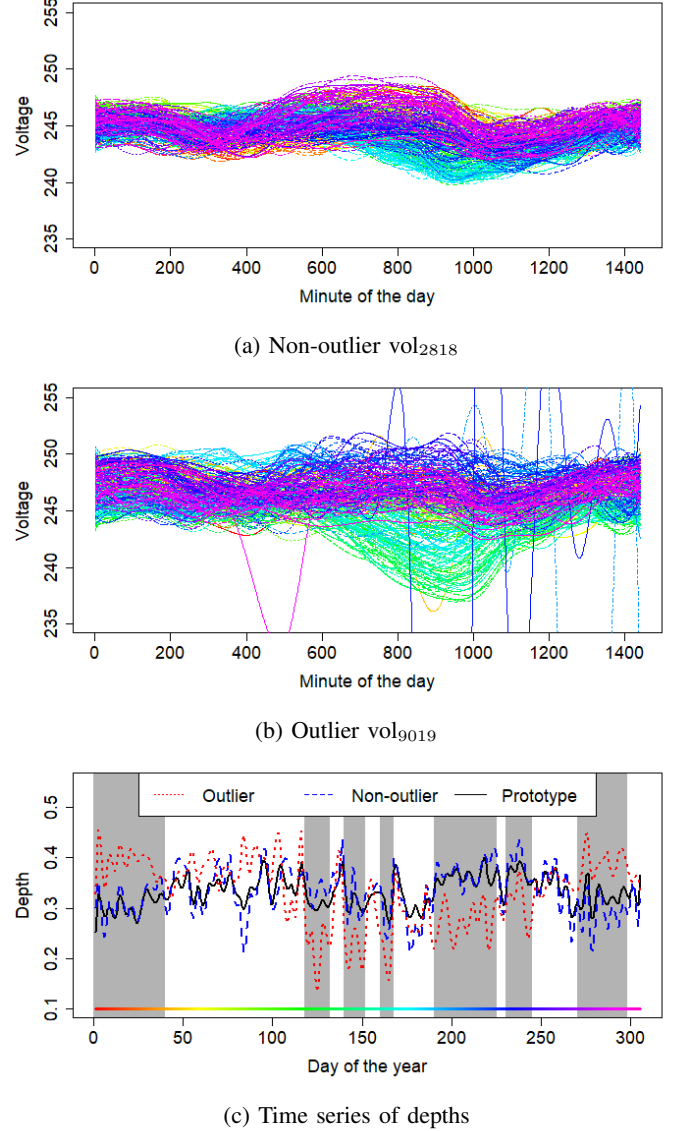 255
250
245
240
235
Voltage
0 200 400 600 800 1000 1200 1400
Minute of the day
(a) Non-outlier vol2818
255
250
245
240
235
Voltage
0 200 400 600 800 1000 1200 1400
Minute of the day
(b) Outlier vol9019
Outlier Non-outlier Prototype
0.5
0.4
0.3
0.2
0.1
Depth
0 50 100 150 200 250 300
Day of the year
(c) Time series of depths